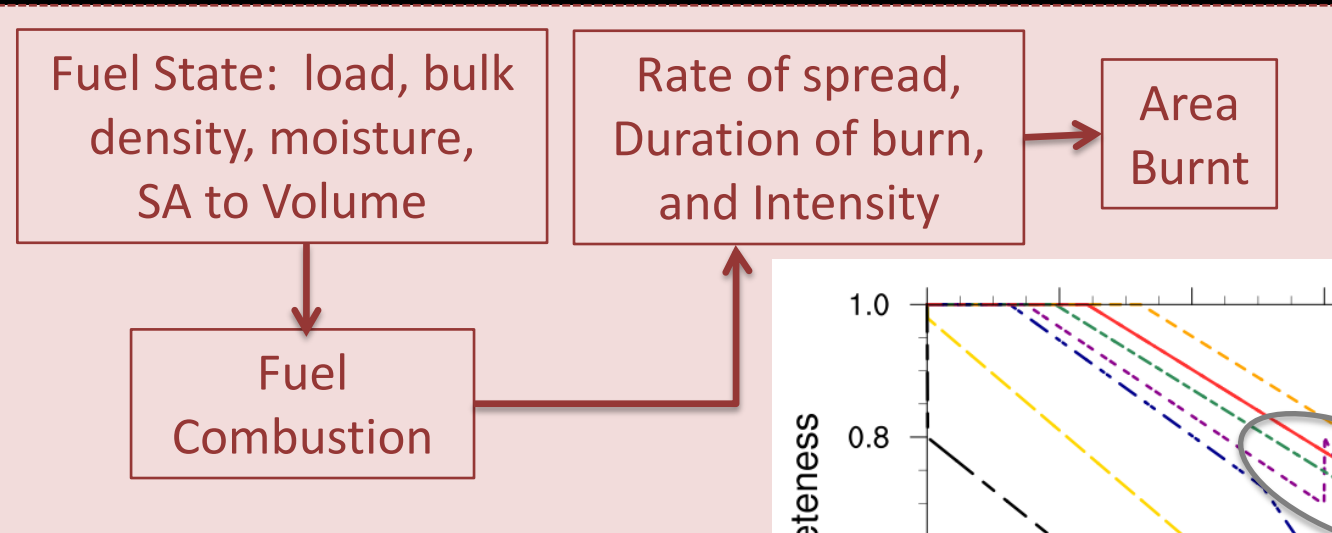 Fuel State:  load, bulk
density, moisture,
SA to Volume
Rate of spread,
Duration of burn,
and Intensity
Area
Burnt
Fuel
Combustion
1.0
0.8